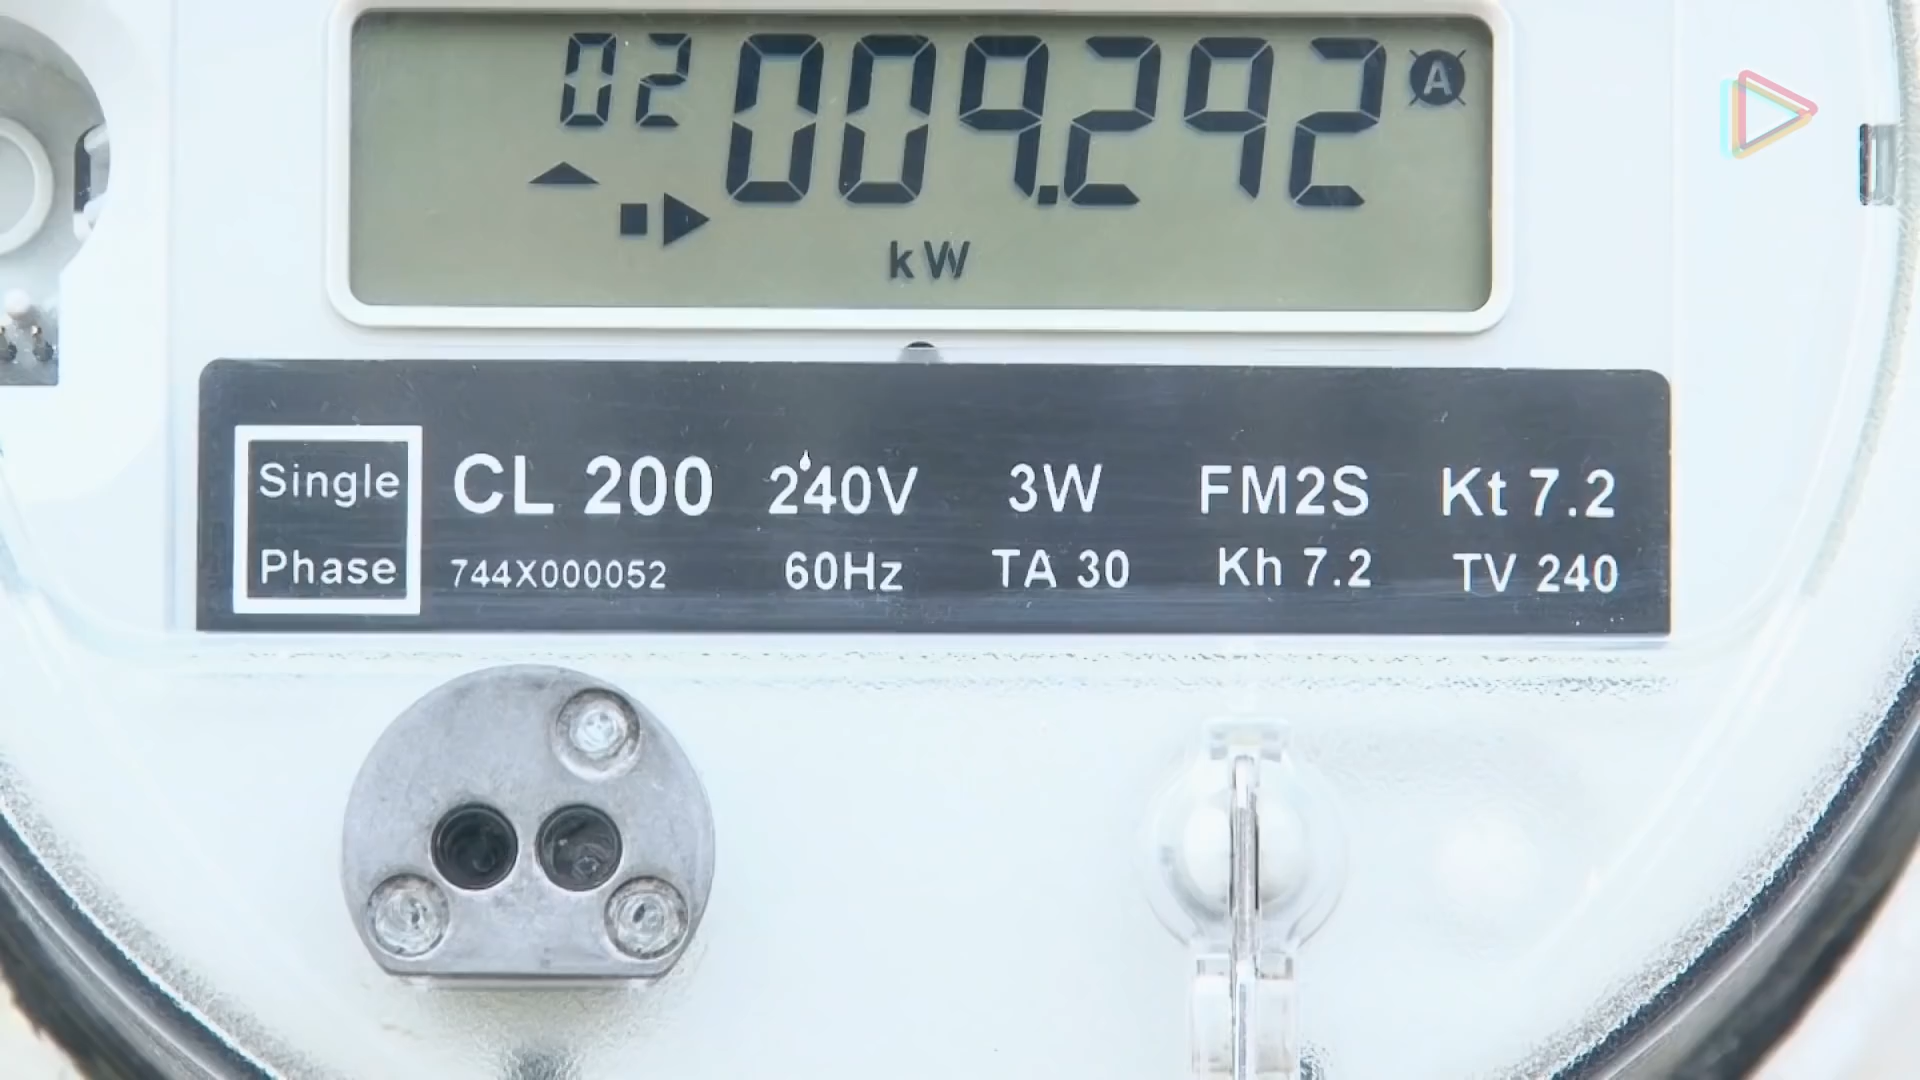 02 009.292 A
kW
Single Phase
CL 200 240V 3W FM2S Kt 7.2
744X000052 60Hz TA 30 Kh 7.2 TV 240